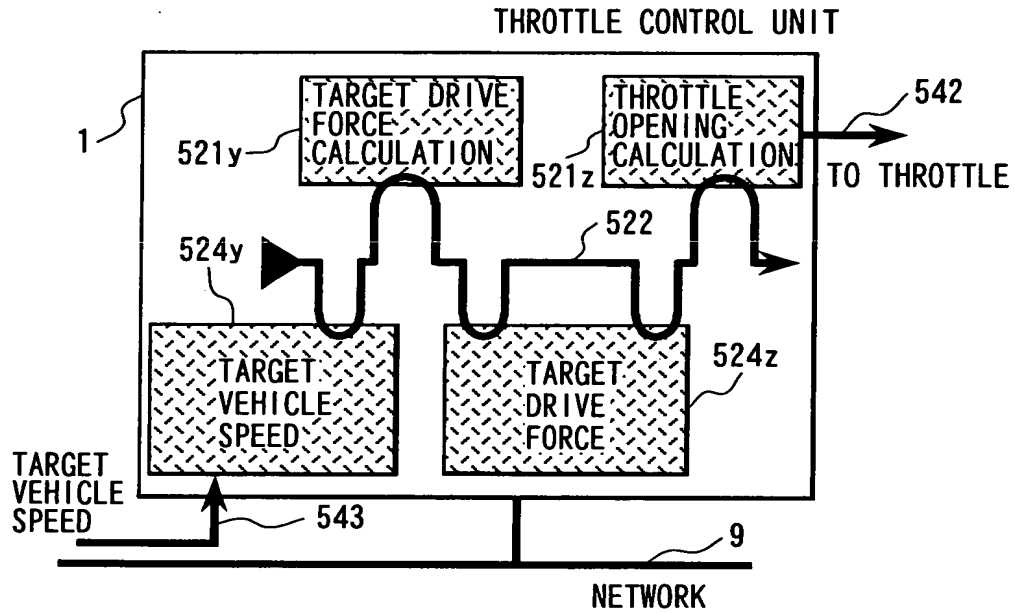 THROTTLE CONTROL UNIT
1
TARGET DRIVE
FORCE
CALCULATION
521y
THROTTLE
OPENING
CALCULATION
521z
542
TO THROTTLE
522
524y
TARGET
VEHICLE
SPEED
TARGET
DRIVE
FORCE
524z
TARGET
VEHICLE
SPEED
543
9
NETWORK